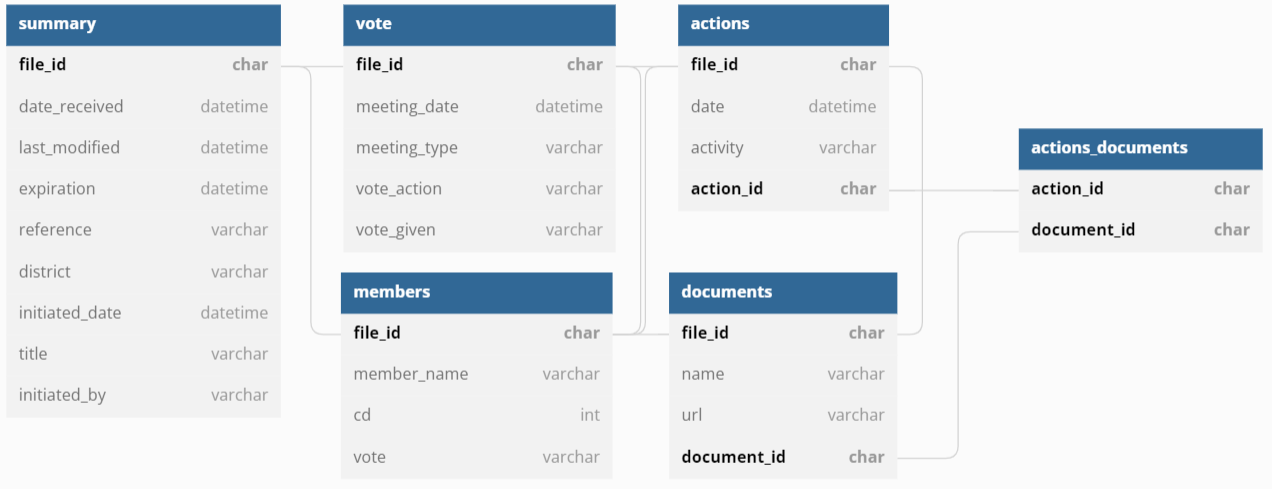 summary
file_id char
date_received datetime
last_modified datetime
expiration datetime
reference varchar
district varchar
initiated_date datetime
title varchar
initiated_by varchar
vote
file_id char
meeting_date datetime
meeting_type varchar
vote_action varchar
vote_given varchar
members
file_id char
member_name varchar
cd int
vote varchar
actions
file_id char
date datetime
activity varchar
action_id char
documents
file_id char
name varchar
url varchar
document_id char
actions_documents
action_id char
document_id char